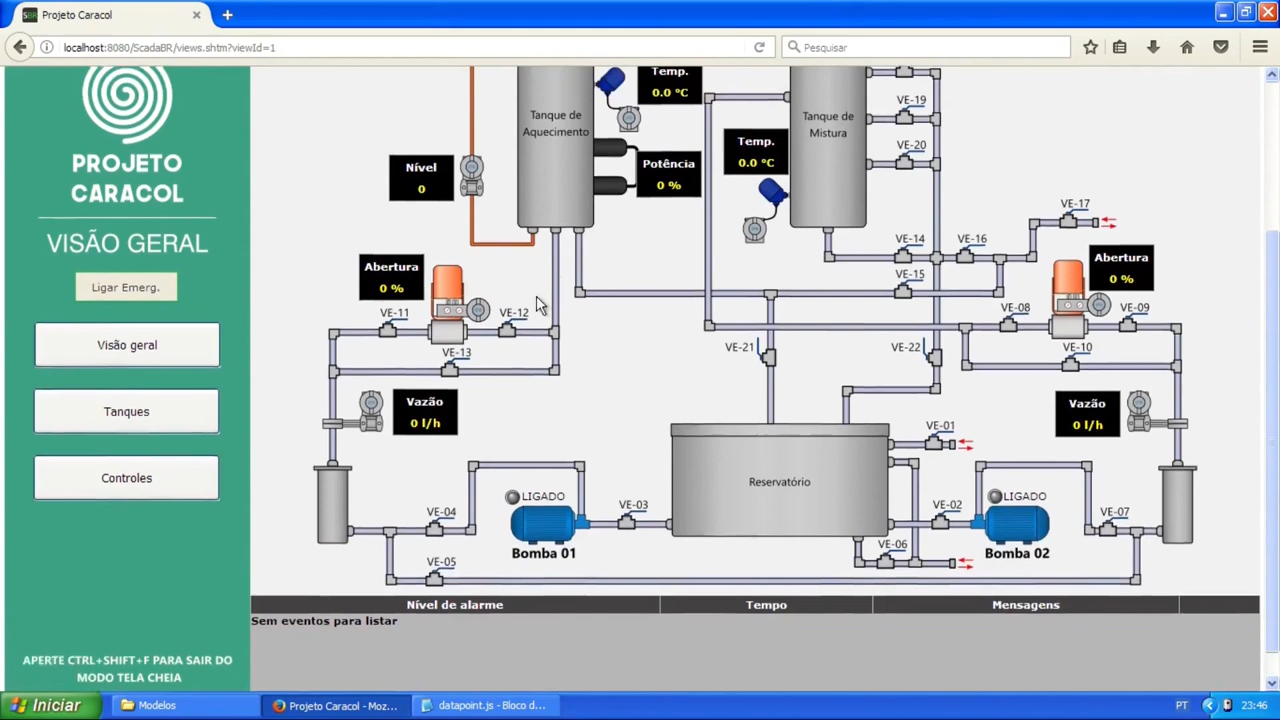 Projeto Caracol
localhost:8080/ScadaBR/views.shtm?viewId=1
Pesquisar
PROJETO
CARACOL
VISÃO GERAL
Ligar Emerg.
Visão geral
Tanques
Controles
APERTE CTRL+SHIFT+F PARA SAIR DO
MODO TELA CHEIA
Temp.
0.0 °C
Tanque de
Aquecimento
Potência
0 %
Nível
0
Temp.
0.0 °C
Tanque de
Mistura
VE-19
VE-20
VE-17
VE-14
VE-16
VE-15
Abertura
0 %
VE-11
VE-12
VE-13
Abertura
0 %
VE-08
VE-09
VE-10
VE-21
VE-22
Vazão
0 l/h
Vazão
0 l/h
VE-01
Reservatório
LIGADO
VE-04
VE-03
Bomba 01
VE-05
VE-02
LIGADO
VE-07
VE-06
Bomba 02
Nível de alarme
Tempo
Mensagens
Sem eventos para listar
Iniciar
Modelos
Projeto Caracol - Moz...
datapoint.js - Bloco d...
PT
23:46